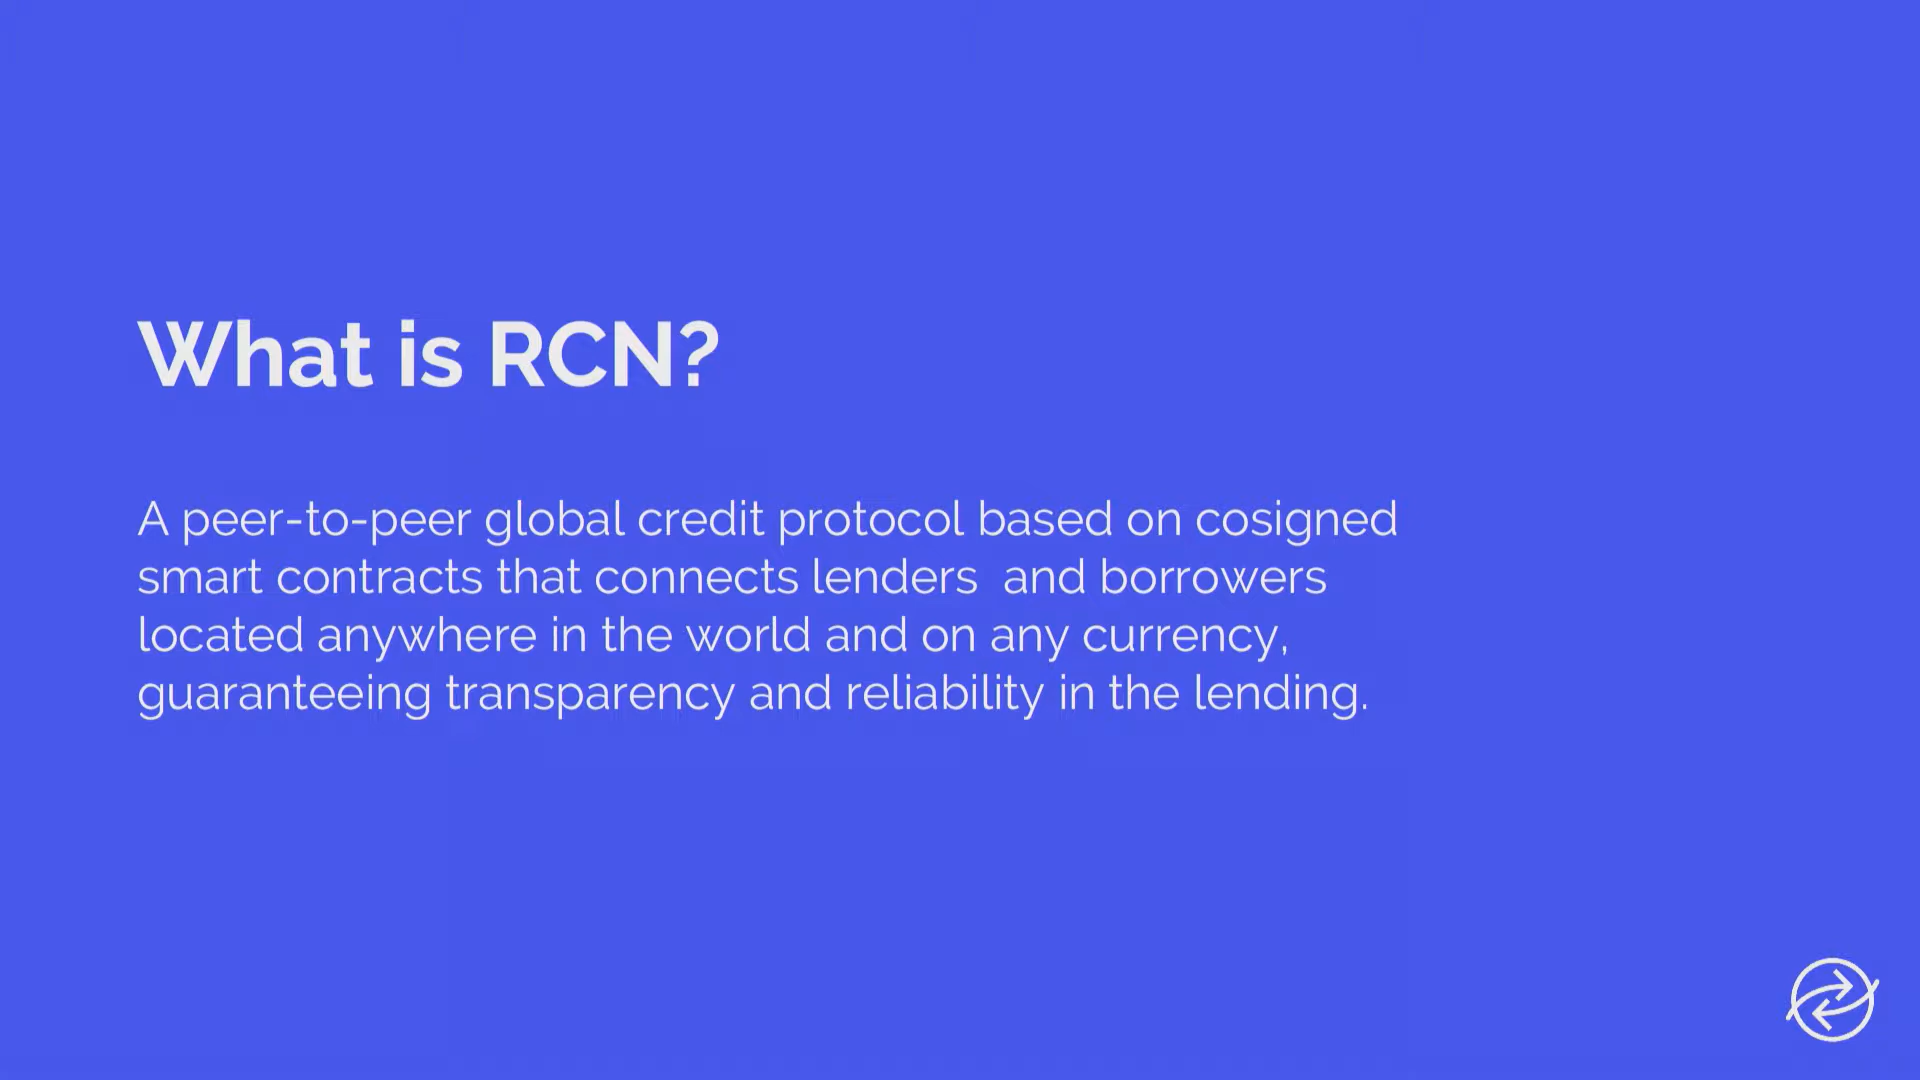 What is RCN?
A peer-to-peer global credit protocol based on cosigned
smart contracts that connects lenders  and borrowers
located anywhere in the world and on any currency,
guaranteeing transparency and reliability in the lending.